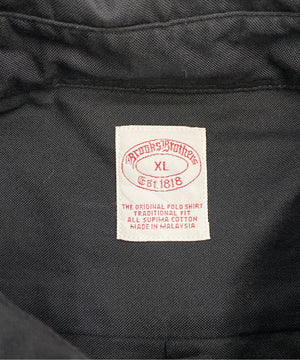 Brooks Brothers
XL
Est. 1818
THE ORIGINAL POLO SHIRT
TRADITIONAL FIT
ALL SUPIMA COTTON
MADE IN MALAYSIA